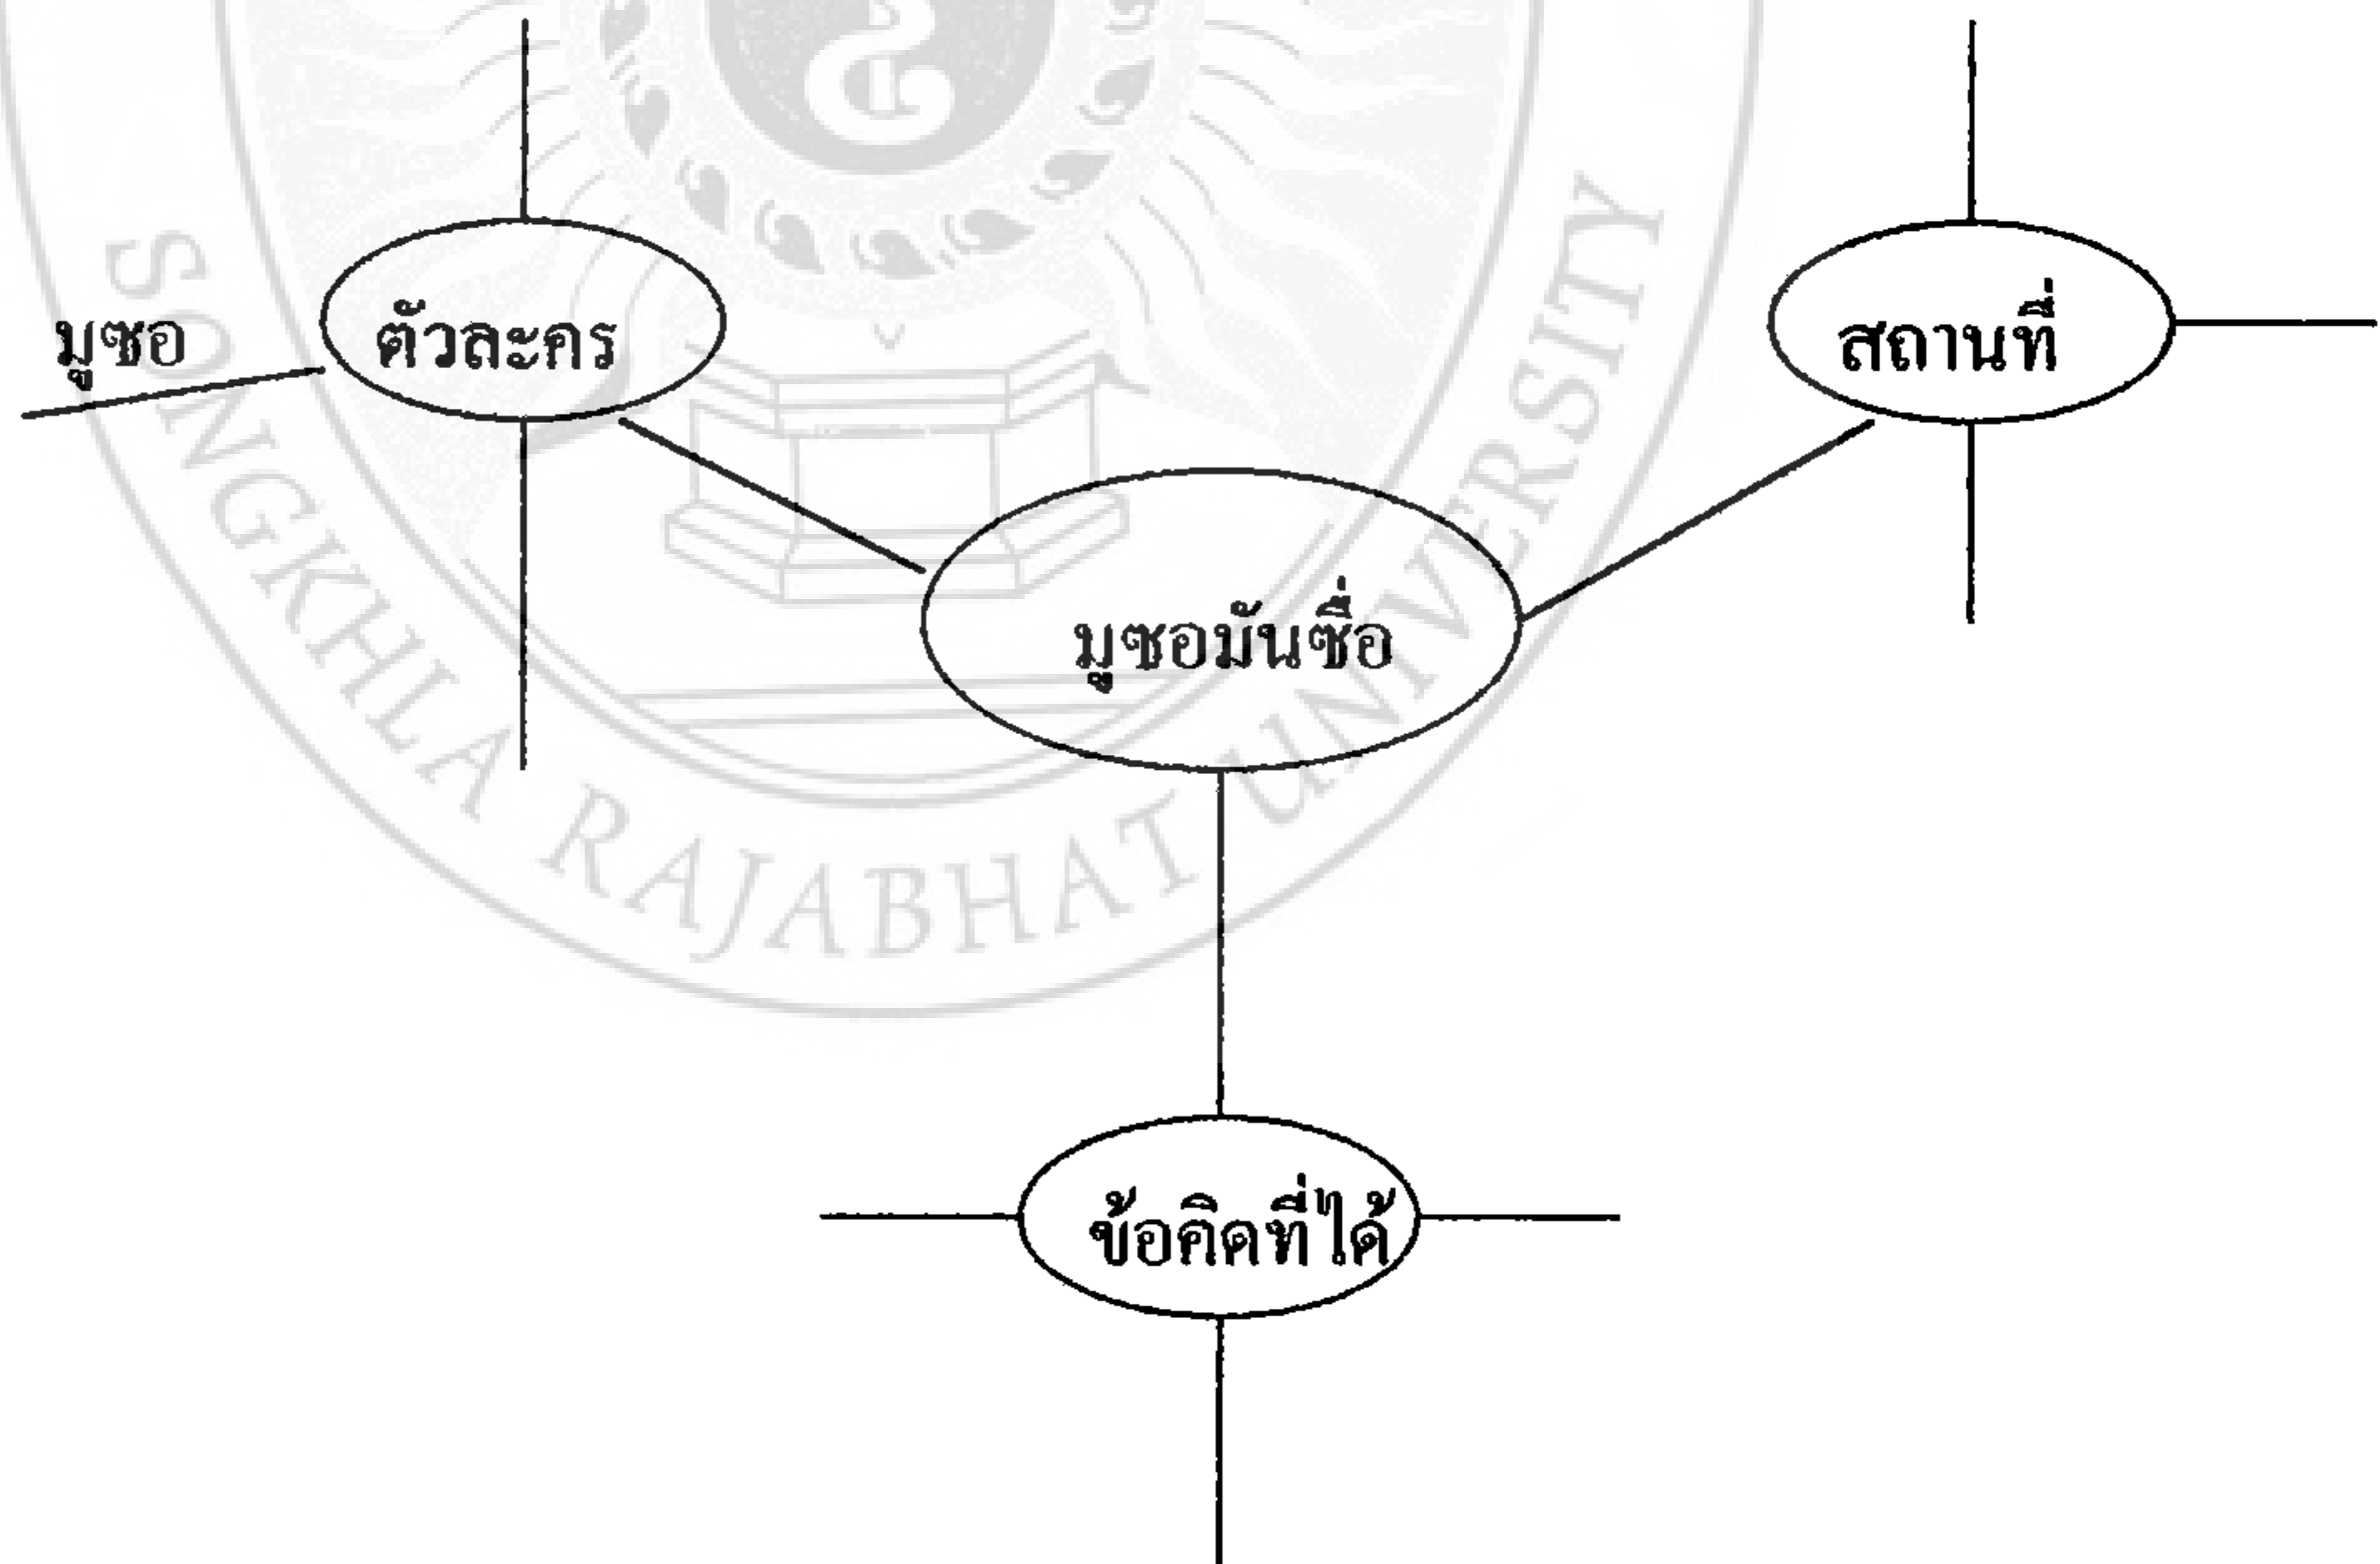 มูซอ
ตัวละคร
สถานที่
มูซอมันซื่อ
ข้อคิดที่ได้
SONGKHLA RAJABHAT UNIVERSITY